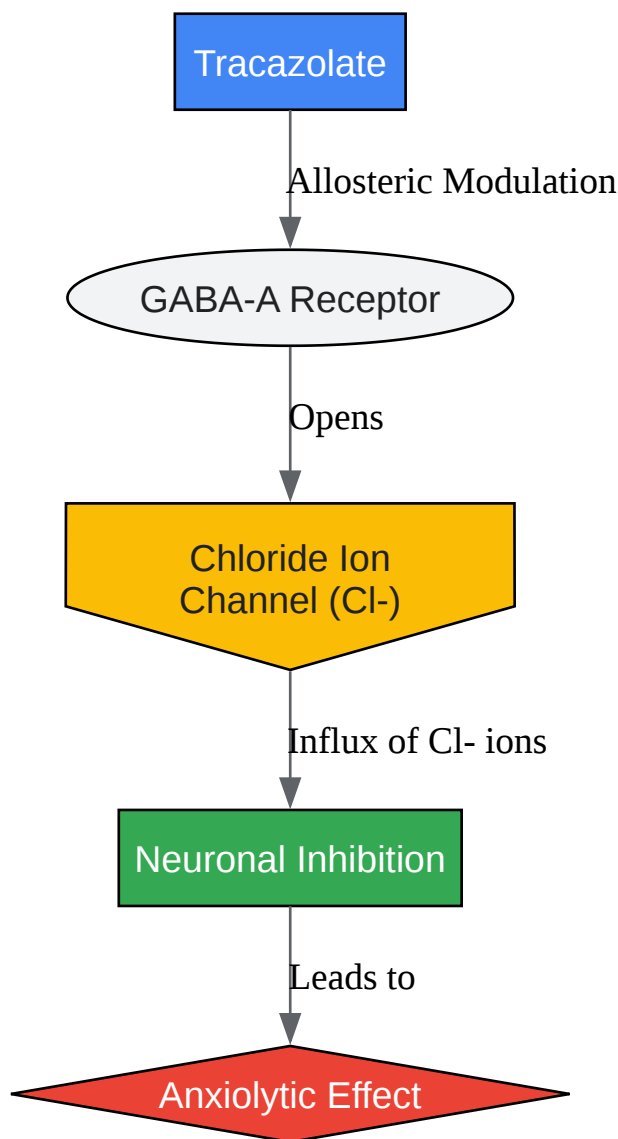 Tracazolate
Allosteric Modulation
GABA-A Receptor
Opens
Chloride Ion
Channel (Cl-)
Influx of Cl- ions
Neuronal Inhibition
Leads to
Anxiolytic Effect